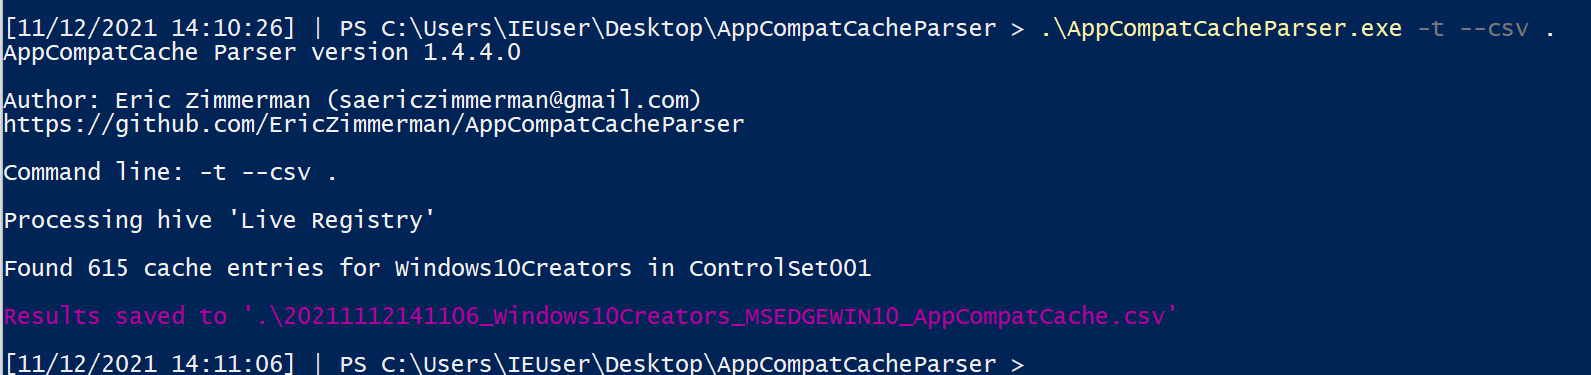 [11/12/2021 14:10:26] | PS C:\Users\IEUser\Desktop\AppCompatCacheParser > .\AppCompatCacheParser.exe -t --csv .
AppCompatCache Parser version 1.4.4.0
Author: Eric Zimmerman (saericzimmerman@gmail.com)
https://github.com/EricZimmerman/AppCompatCacheParser
Command line: -t --csv .
Processing hive 'Live Registry'
Found 615 cache entries for Windows10Creators in ControlSet001
Results saved to '.\20211112141106_Windows10Creators_MSEDGEWIN10_AppCompatCache.csv'
[11/12/2021 14:11:06] | PS C:\Users\IEUser\Desktop\AppCompatCacheParser >